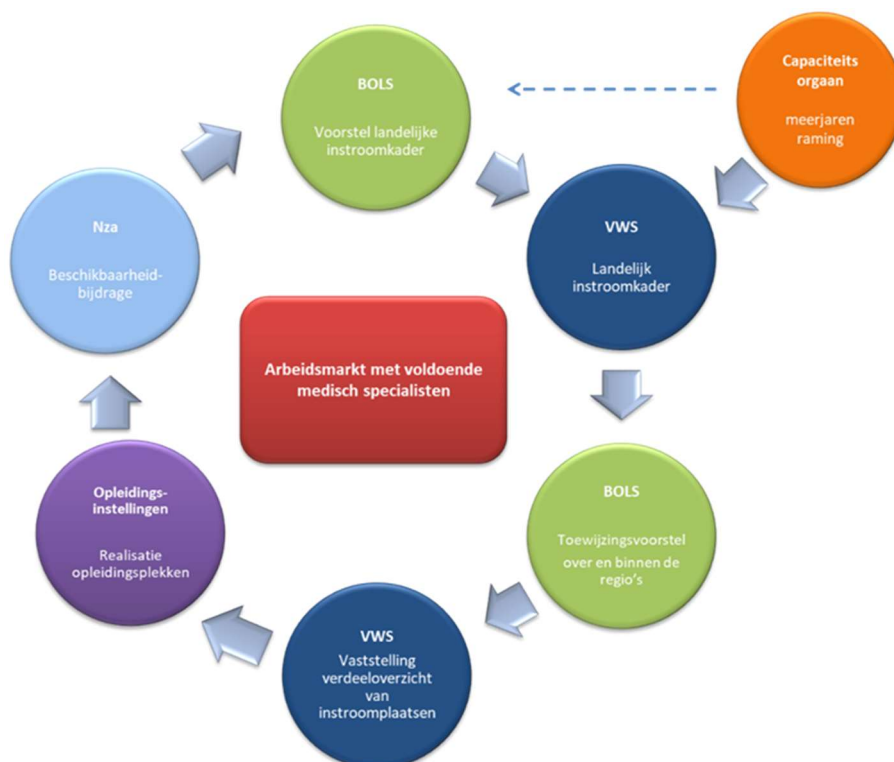 BOLS
Voorstel landelijke
instroomkader
Capaciteits
orgaan
meerjaren
raming
VWS
Landelijk
instroomkader
BOLS
Toewijzingsvoorstel
over en binnen de
regio's
VWS
Vaststelling
verdeeloverzicht
van
instroomplaatsen
Opleidings-
instellingen
Realisatie
opleidingsplekken
Nza
Beschikbaarheid-
bijdrage
Arbeidsmarkt met voldoende
medisch specialisten